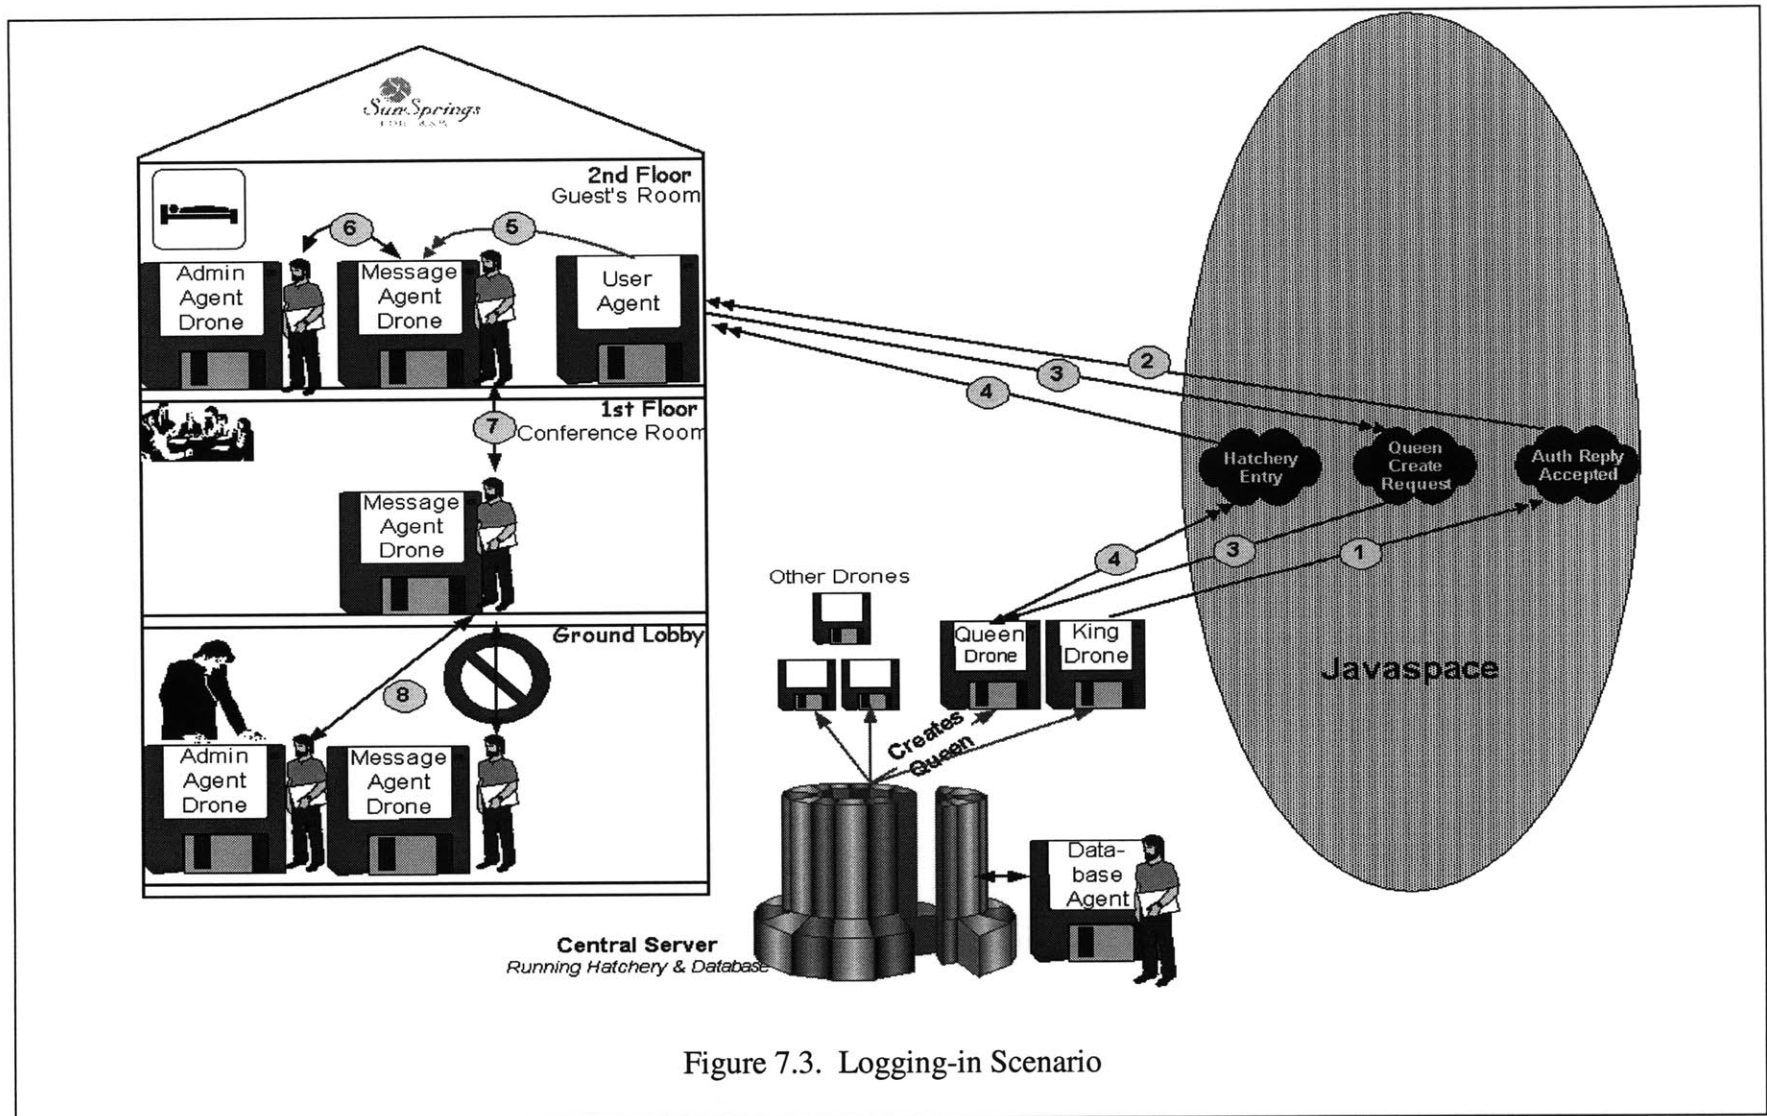 SunSprings
2nd Floor
Guest's Room
6
5
Admin
Agent
Drone
Message
Agent
Drone
User
Agent
2
3
4
1st Floor
7
Conference Room
Hatchery
Entry
Queen
Create
Request
Auth Reply
Accepted
Message
Agent
Drone
4
3
1
Other Drones
Ground Lobby
Queen
Drone
King
Drone
Javaspace
8
Creates
Queen
Admin
Agent
Drone
Message
Agent
Drone
Data-
base
Agent
Central Server
Running Hatchery & Database
Figure 7.3. Logging-in Scenario